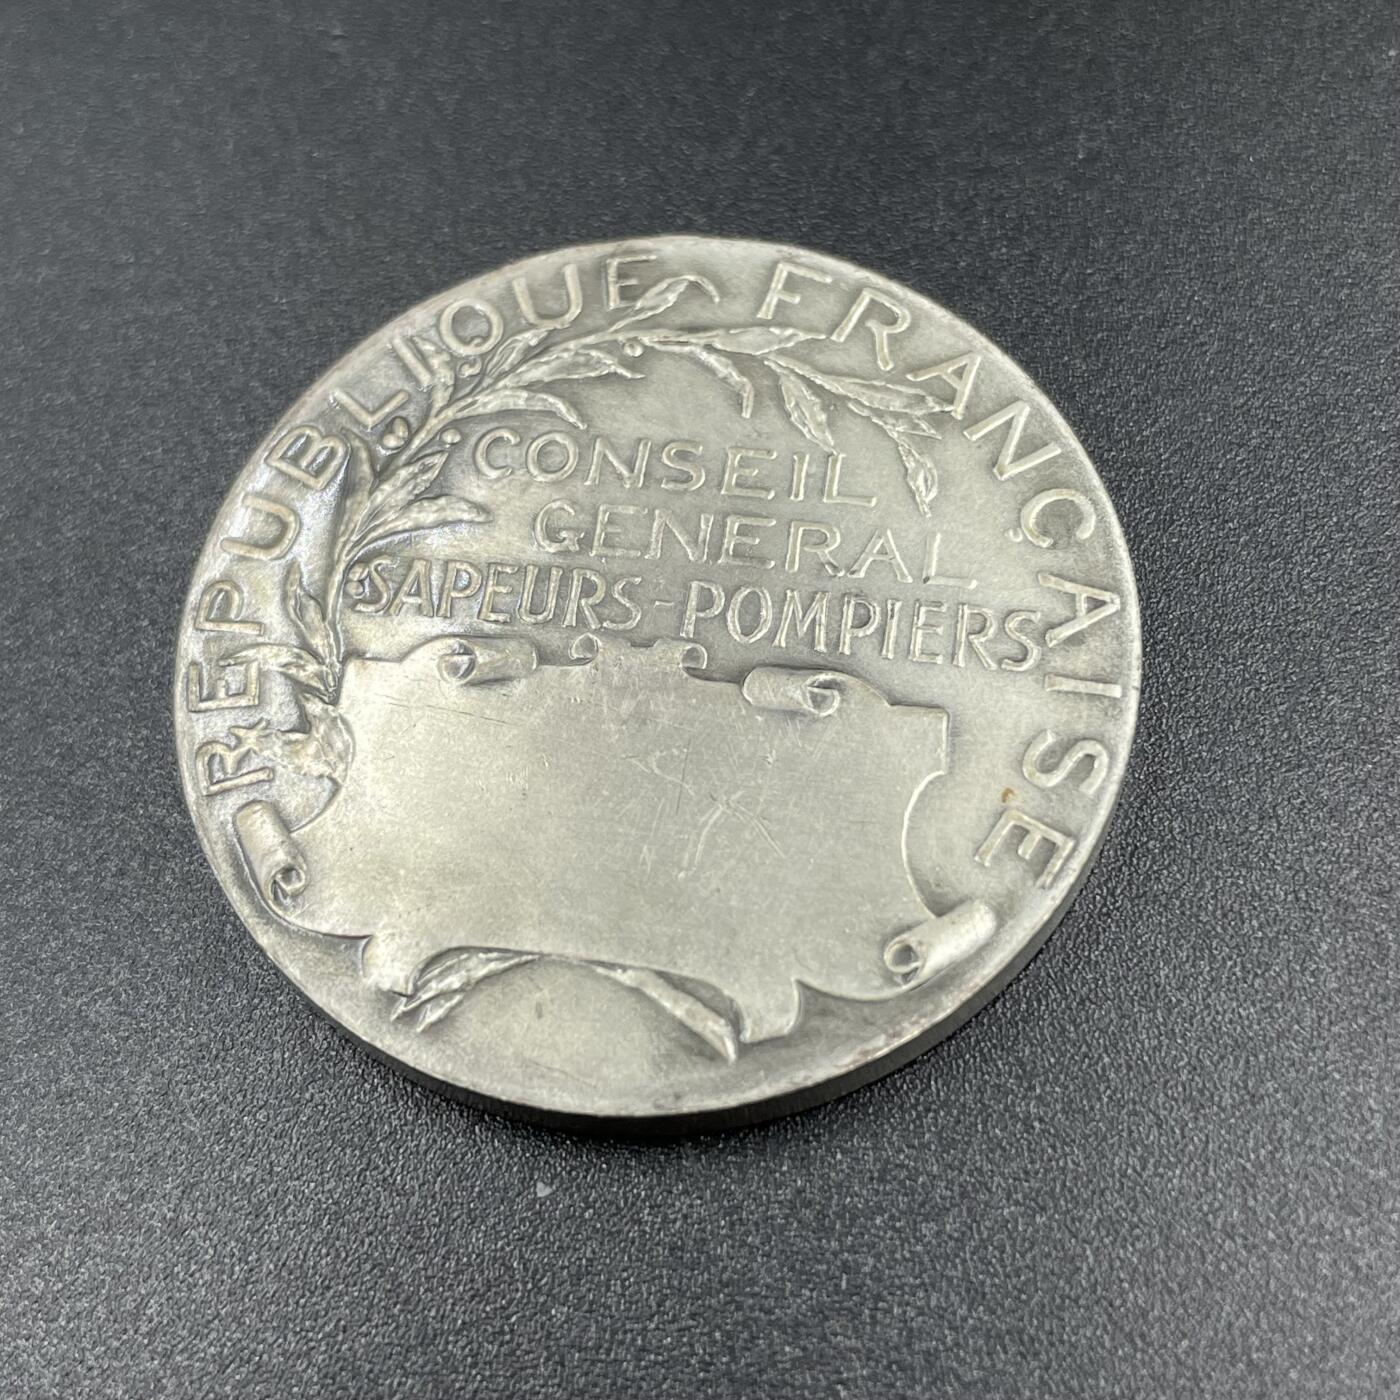 REPUBLIQUE FRANÇAISE
CONSEIL
GENERAL
SAPEURS-POMPIERS